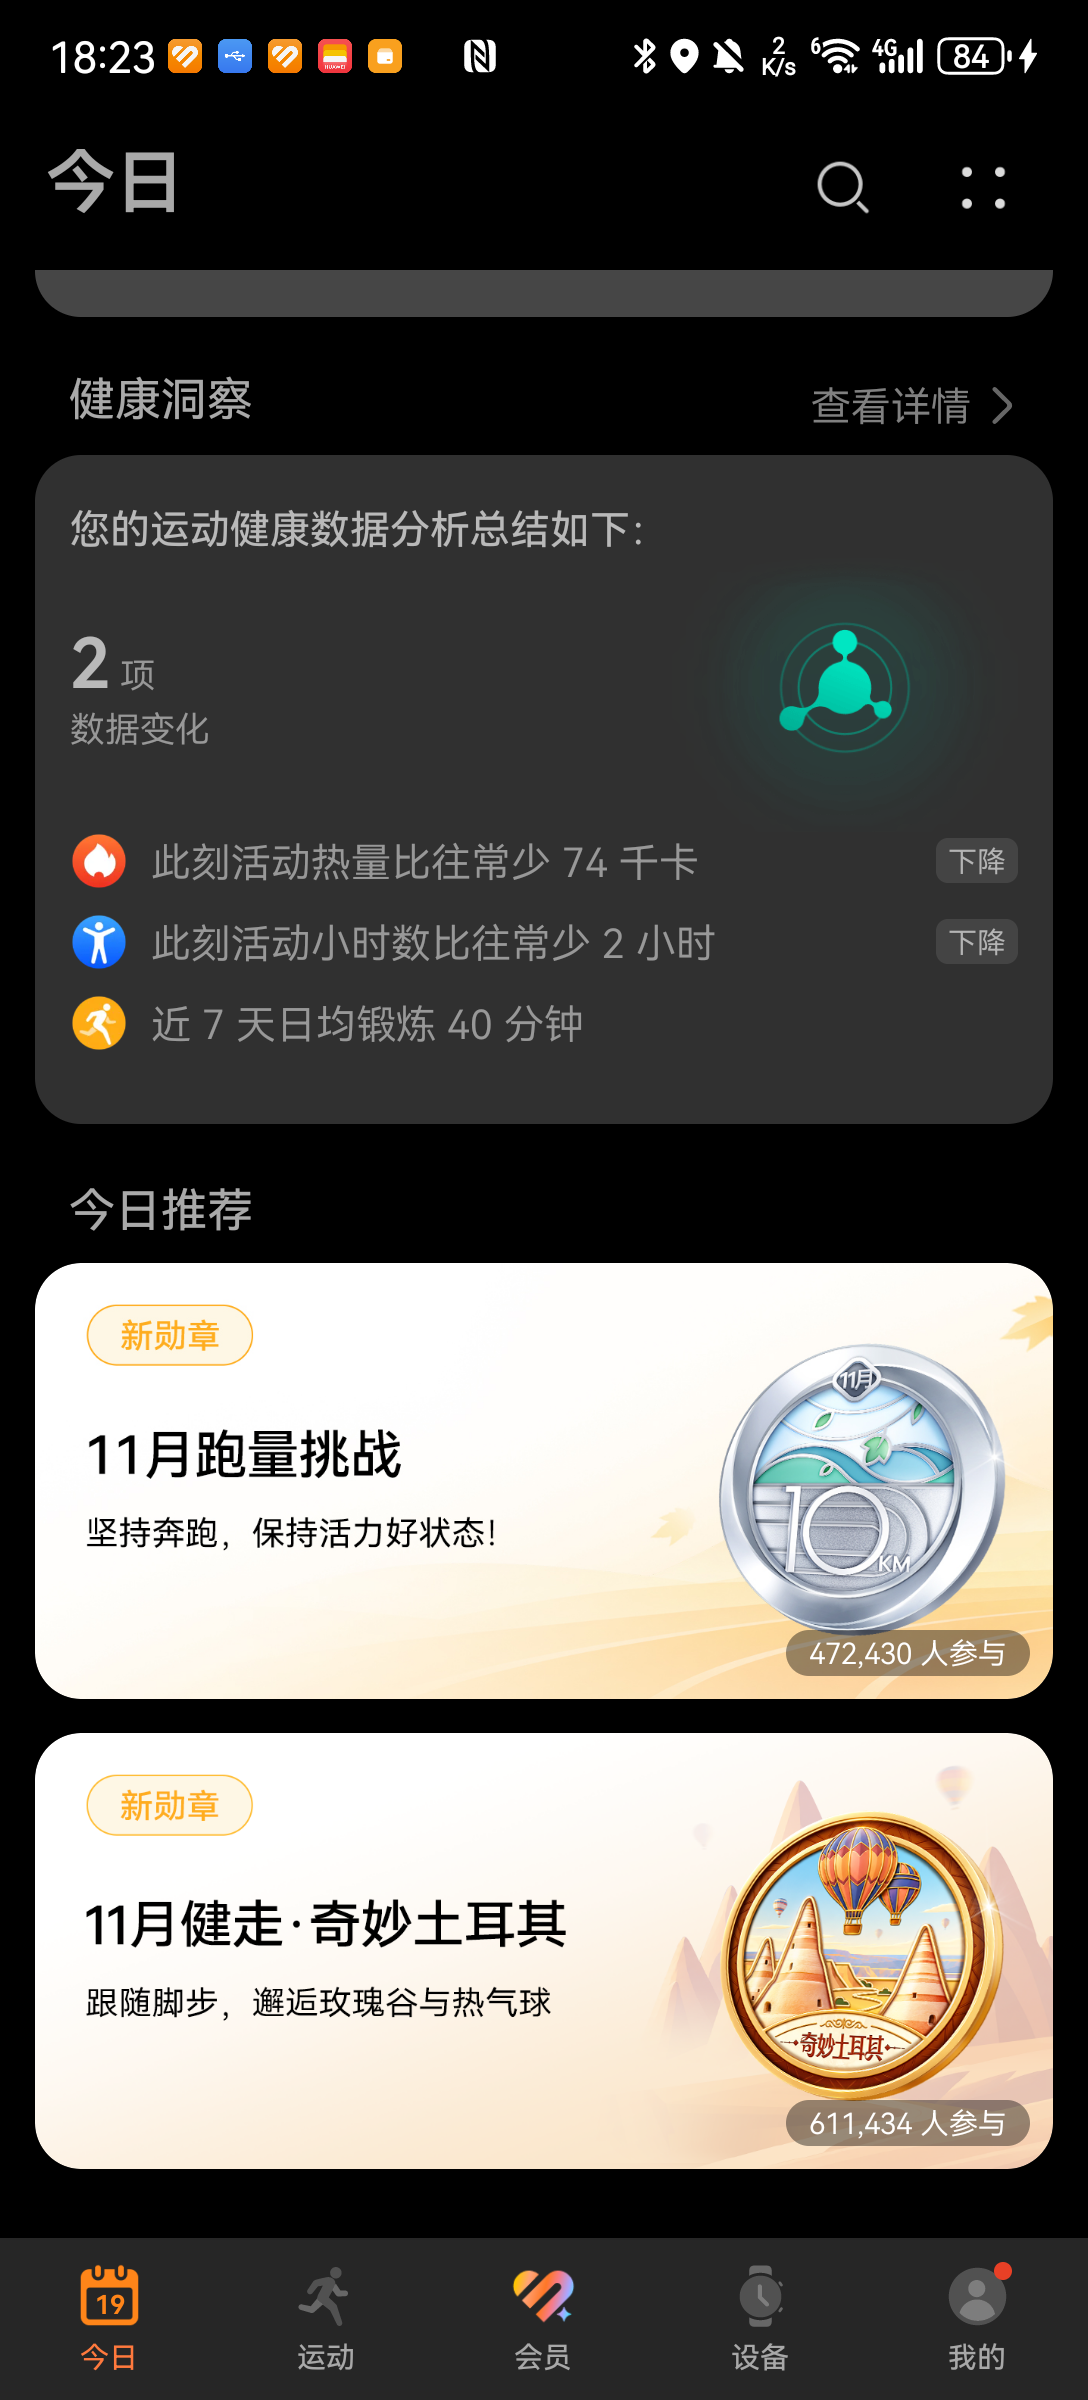 18:23
2
K/s
6
4G
84
今日
健康洞察
查看详情
您的运动健康数据分析总结如下:
2 项
数据变化
此刻活动热量比往常少 74 千卡
下降
此刻活动小时数比往常少 2 小时
下降
近 7 天日均锻炼 40 分钟
今日推荐
新勋章
11月跑量挑战
坚持奔跑，保持活力好状态!
11月
10
KM
472,430 人参与
新勋章
11月健走·奇妙土耳其
跟随脚步，邂逅玫瑰谷与热气球
奇妙土耳其
611,434 人参与
19
今日
运动
会员
设备
我的